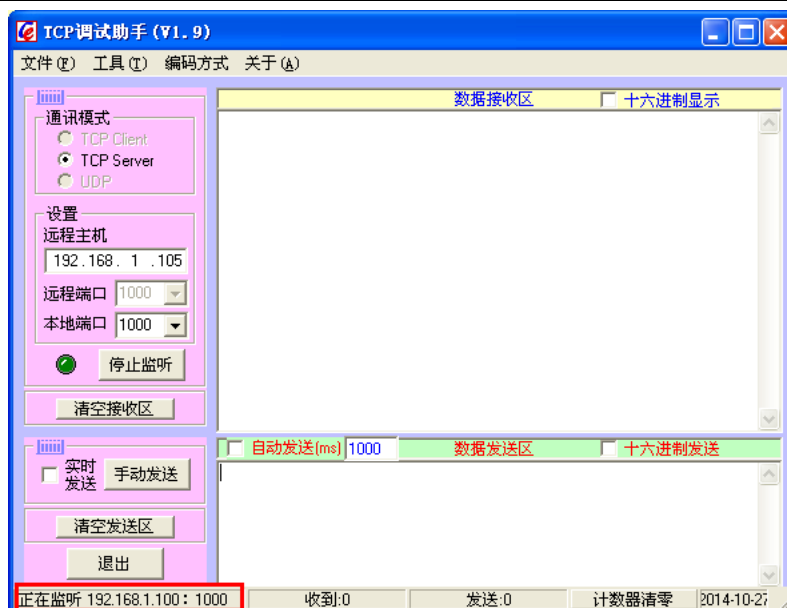 TCP调试助手(V1.9)
文件(F) 工具(T) 编码方式 关于(A)
通讯模式
TCP Client
TCP Server
UDP
设置
远程主机
192.168. 1 .105
远程端口 1000
本地端口 1000
停止监听
清空接收区
数据接收区 十六进制显示
实时发送 手动发送
清空发送区
退出
自动发送(ms) 1000 数据发送区 十六进制发送
正在监听 192.168.1.100：1000 收到:0 发送:0 计数器清零 2014-10-27